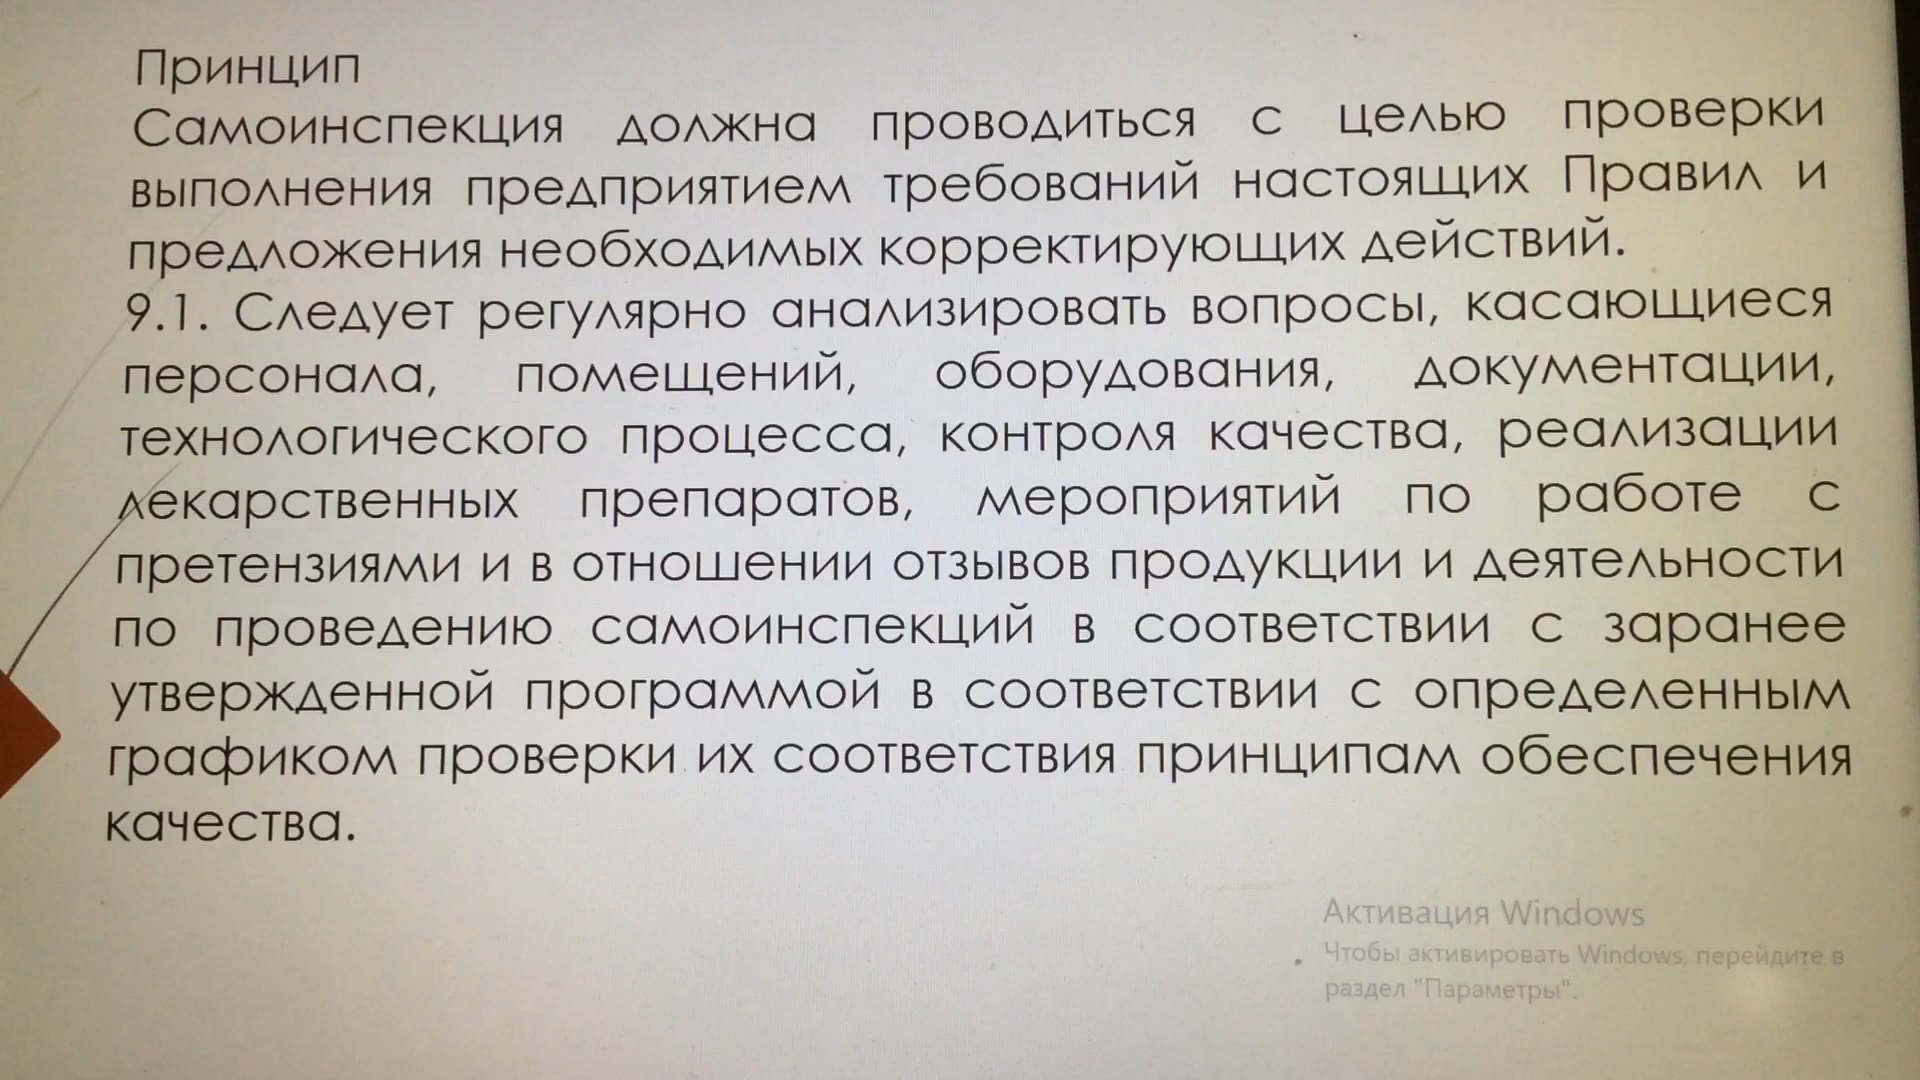 Принцип
Самоинспекция должна проводиться с целью проверки
выполнения предприятием требований настоящих Правил и
предложения необходимых корректирующих действий.
9.1. Следует регулярно анализировать вопросы, касающиеся
персонала, помещений, оборудования, документации,
технологического процесса, контроля качества, реализации
лекарственных препаратов, мероприятий по работе с
претензиями и в отношении отзывов продукции и деятельности
по проведению самоинспекций в соответствии с заранее
утвержденной программой в соответствии с определенным
графиком проверки их соответствия принципам обеспечения
качества.
Активация Windows
Чтобы активировать Windows, перейдите в
раздел "Параметры".